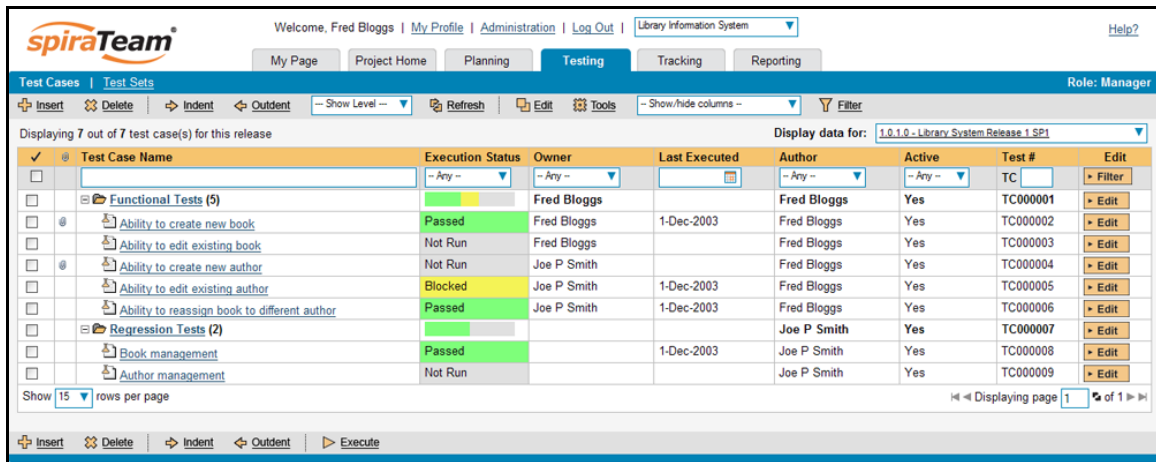 spiraTeam
Welcome, Fred Bloggs | My Profile | Administration | Log Out | Library Information System
Help?
My Page Project Home Planning Testing Tracking Reporting
Test Cases | Test Sets Role: Manager
Insert Delete Indent Outdent -- Show Level -- Refresh Edit Tools -- Show/hide columns -- Filter
Displaying 7 out of 7 test case(s) for this release Display data for: 1.0.1.0 - Library System Release 1 SP1
Test Case Name Execution Status Owner Last Executed Author Active Test # Edit
-- Any -- -- Any -- -- Any -- -- Any -- TC Filter
Functional Tests (5) Fred Bloggs Fred Bloggs Yes TC000001 Edit
Ability to create new book Passed Fred Bloggs 1-Dec-2003 Fred Bloggs Yes TC000002 Edit
Ability to edit existing book Not Run Fred Bloggs Fred Bloggs Yes TC000003 Edit
Ability to create new author Not Run Joe P Smith Fred Bloggs Yes TC000004 Edit
Ability to edit existing author Blocked Joe P Smith 1-Dec-2003 Fred Bloggs Yes TC000005 Edit
Ability to reassign book to different author Passed Joe P Smith 1-Dec-2003 Fred Bloggs Yes TC000006 Edit
Regression Tests (2) Joe P Smith Yes TC000007 Edit
Book management Passed 1-Dec-2003 Joe P Smith Yes TC000008 Edit
Author management Not Run Joe P Smith Yes TC000009 Edit
Show 15 rows per page Displaying page 1 of 1
Insert Delete Indent Outdent Execute